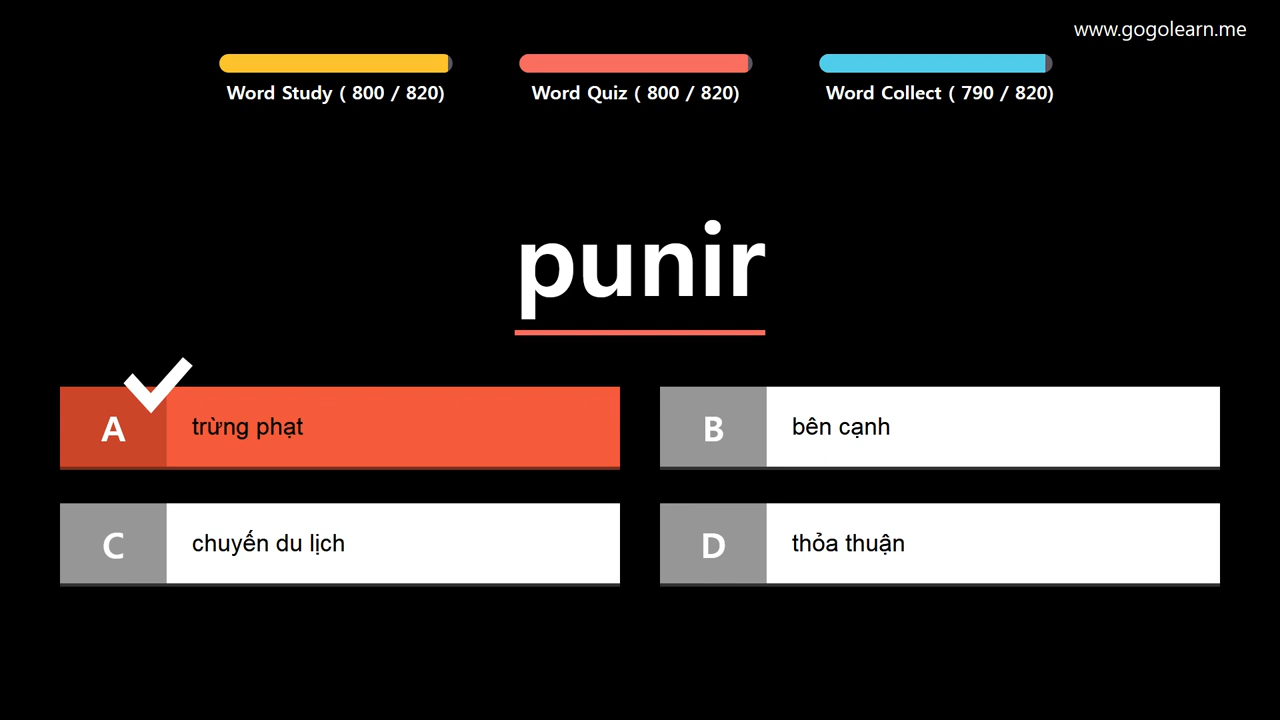 www.gogolearn.me
Word Study ( 800 / 820)
Word Quiz ( 800 / 820)
Word Collect ( 790 / 820)
punir
A trừng phạt
B bên cạnh
C chuyến du lịch
D thỏa thuận